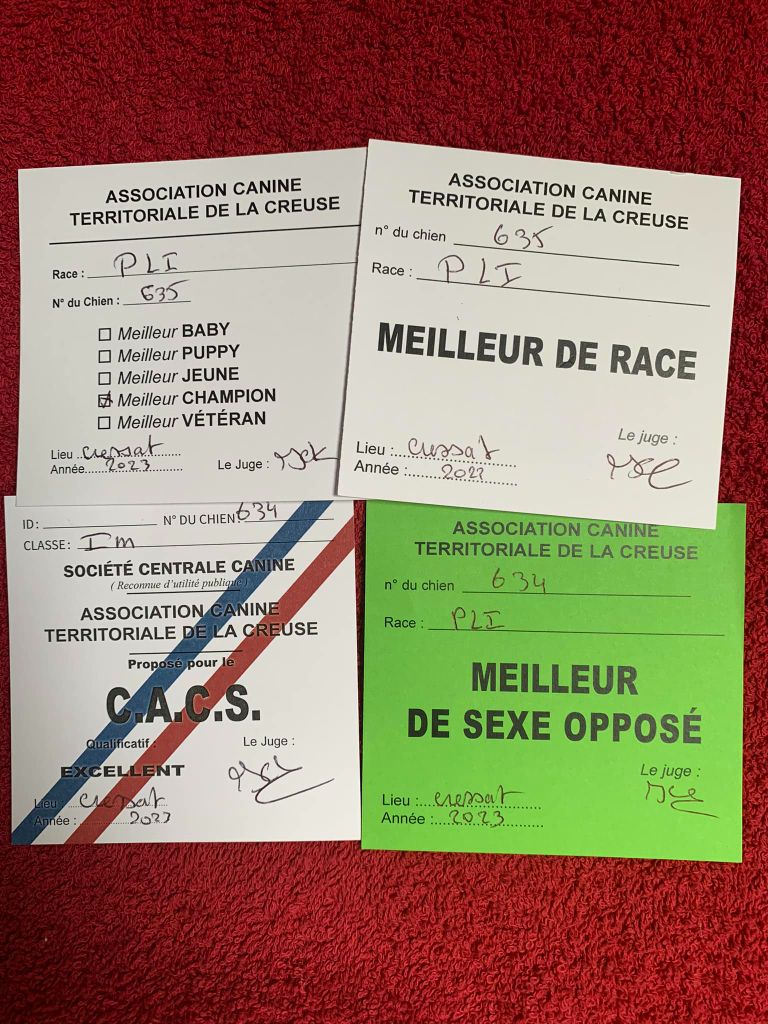 ASSOCIATION CANINE
TERRITORIALE DE LA CREUSE
Race : PLI
N° du Chien : 635
Meilleur BABY
Meilleur PUPPY
Meilleur JEUNE
Meilleur CHAMPION
Meilleur VÉTÉRAN
Lieu Cressat
Année 2023 Le Juge :
ASSOCIATION CANINE
TERRITORIALE DE LA CREUSE
n° du chien 635
Race : PLI
MEILLEUR DE RACE
Le juge :
Lieu : Cressat
Année : 2023
ID : N° DU CHIEN : 634
CLASSE : Im
SOCIÉTÉ CENTRALE CANINE
( Reconnue d'utilité publique )
ASSOCIATION CANINE
TERRITORIALE DE LA CREUSE
Proposé pour le
C.A.C.S.
Qualificatif : Le Juge :
EXCELLENT
Lieu : Cressat
Année : 2023
ASSOCIATION CANINE
TERRITORIALE DE LA CREUSE
n° du chien 634
Race : PLI
MEILLEUR
DE SEXE OPPOSÉ
Le juge :
Lieu : Cressat
Année : 2023